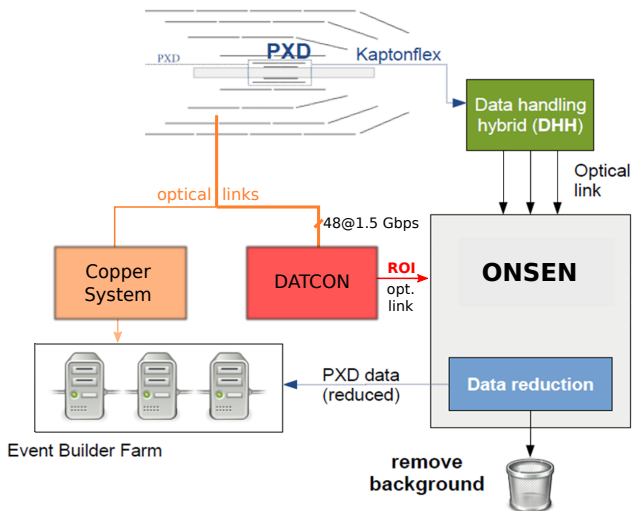 PXD
PXD
Kaptonflex
Data handling
hybrid (DHH)
Optical
link
optical links
48@1.5 Gbps
Copper
System
DATCON
ROI
opt.
link
ONSEN
PXD data
(reduced)
Data reduction
Event Builder Farm
remove
background